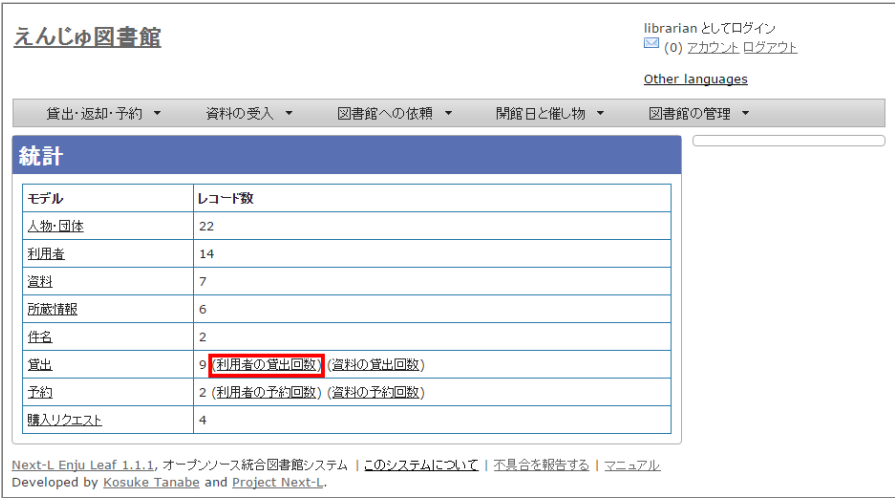 えんじゅ図書館
librarian としてログイン
(0) アカウント ログアウト
Other languages
貸出・返却・予約 ▼ 資料の受入 ▼ 図書館への依頼 ▼ 開館日と催し物 ▼ 図書館の管理 ▼
統計
モデル レコード数
人物・団体 22
利用者 14
資料 7
所蔵情報 6
件名 2
貸出 9 (利用者の貸出回数) (資料の貸出回数)
予約 2 (利用者の予約回数) (資料の予約回数)
購入リクエスト 4
Next-L Enju Leaf 1.1.1, オープンソース統合図書館システム | このシステムについて | 不具合を報告する | マニュアル
Developed by Kosuke Tanabe and Project Next-L.